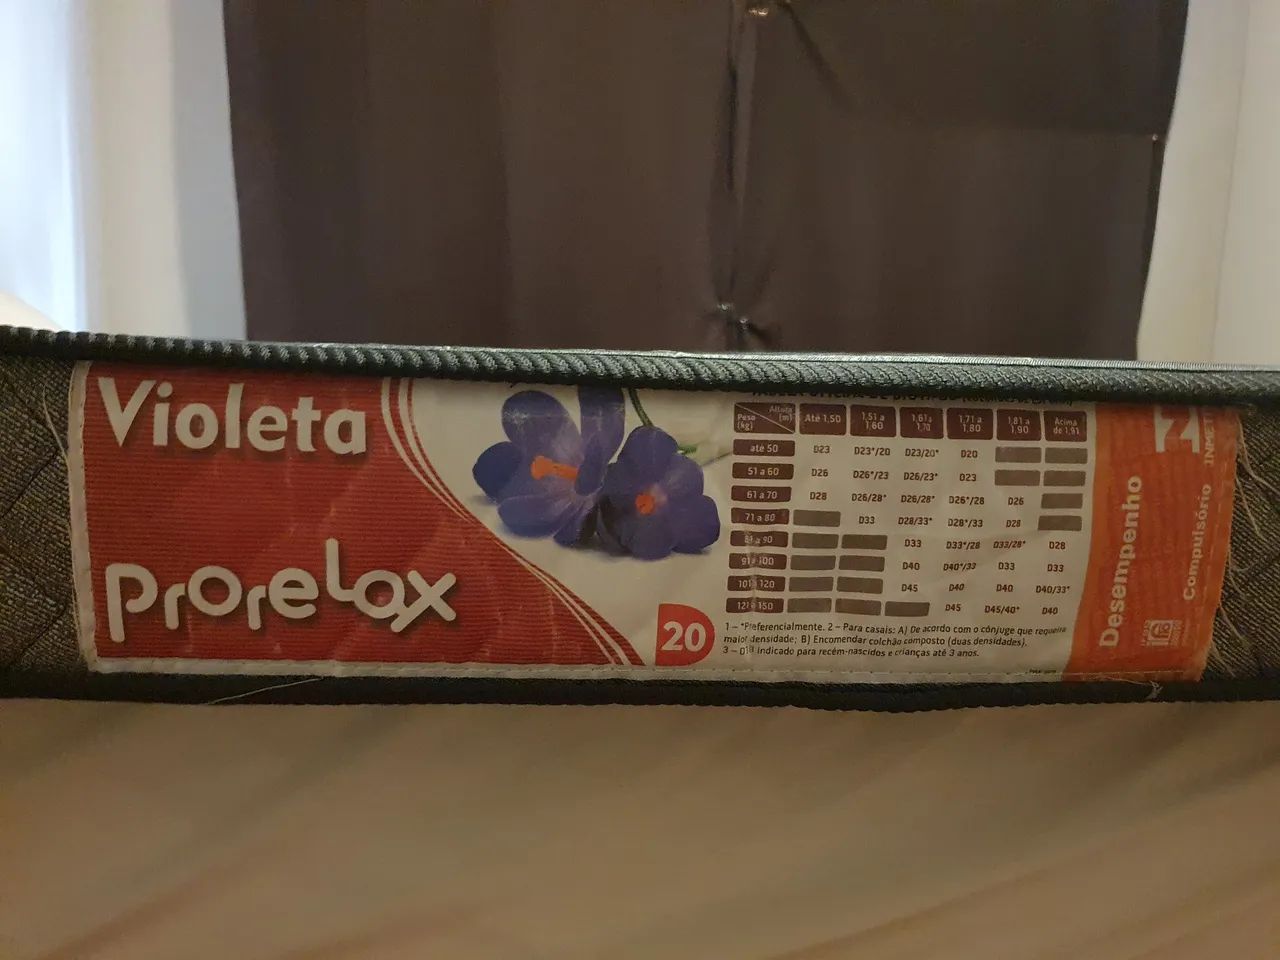 Violeta
prorelax
20
Peso (kg) Altura (m) Até 1,50 1,51 a 1,60 1,61 a 1,70 1,71 a 1,80 1,81 a 1,90 Acima de 1,91
até 50 D23 D23*/20 D23/20* D20
51 a 60 D26 D26*/23 D26/23* D23
61 a 70 D28 D26/28* D26/28* D26*/28 D26
71 a 80 D33 D28/33* D28*/33 D28
81 a 90 D33 D33*/28 D33/28* D28
91 a 100 D40 D40*/33 D33 D33
101 a 120 D45 D40 D40 D40/33*
121 a 150 D45 D45/40* D40
1 – *Preferencialmente. 2 – Para casais: A) De acordo com o cônjuge que requeira
maior densidade; B) Encomendar colchão composto (duas densidades).
3 – D18 indicado para recém-nascidos e crianças até 3 anos.
Desempenho
Compulsório